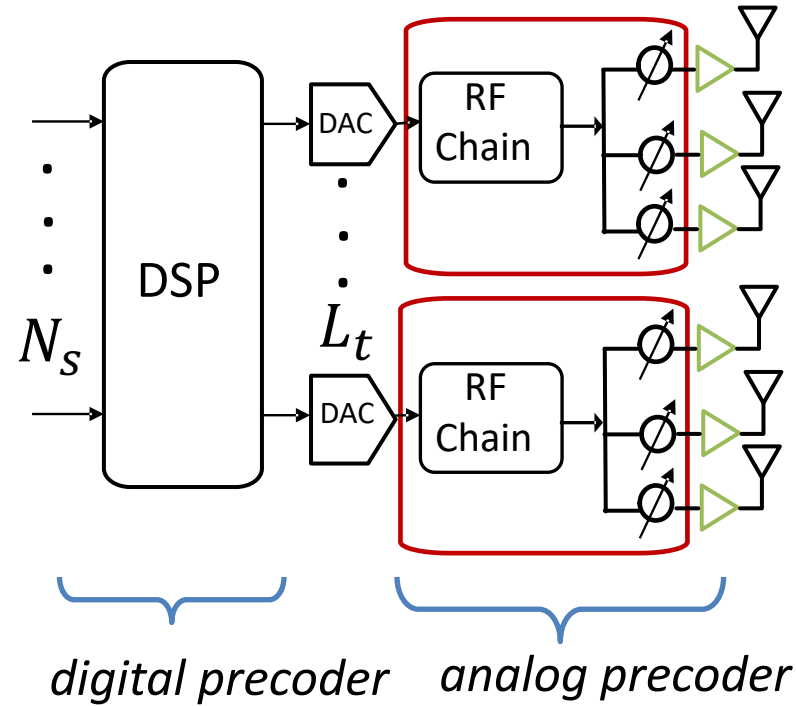 DSP
N_s
DAC
L_t
DAC
RF
Chain
RF
Chain
digital precoder
analog precoder